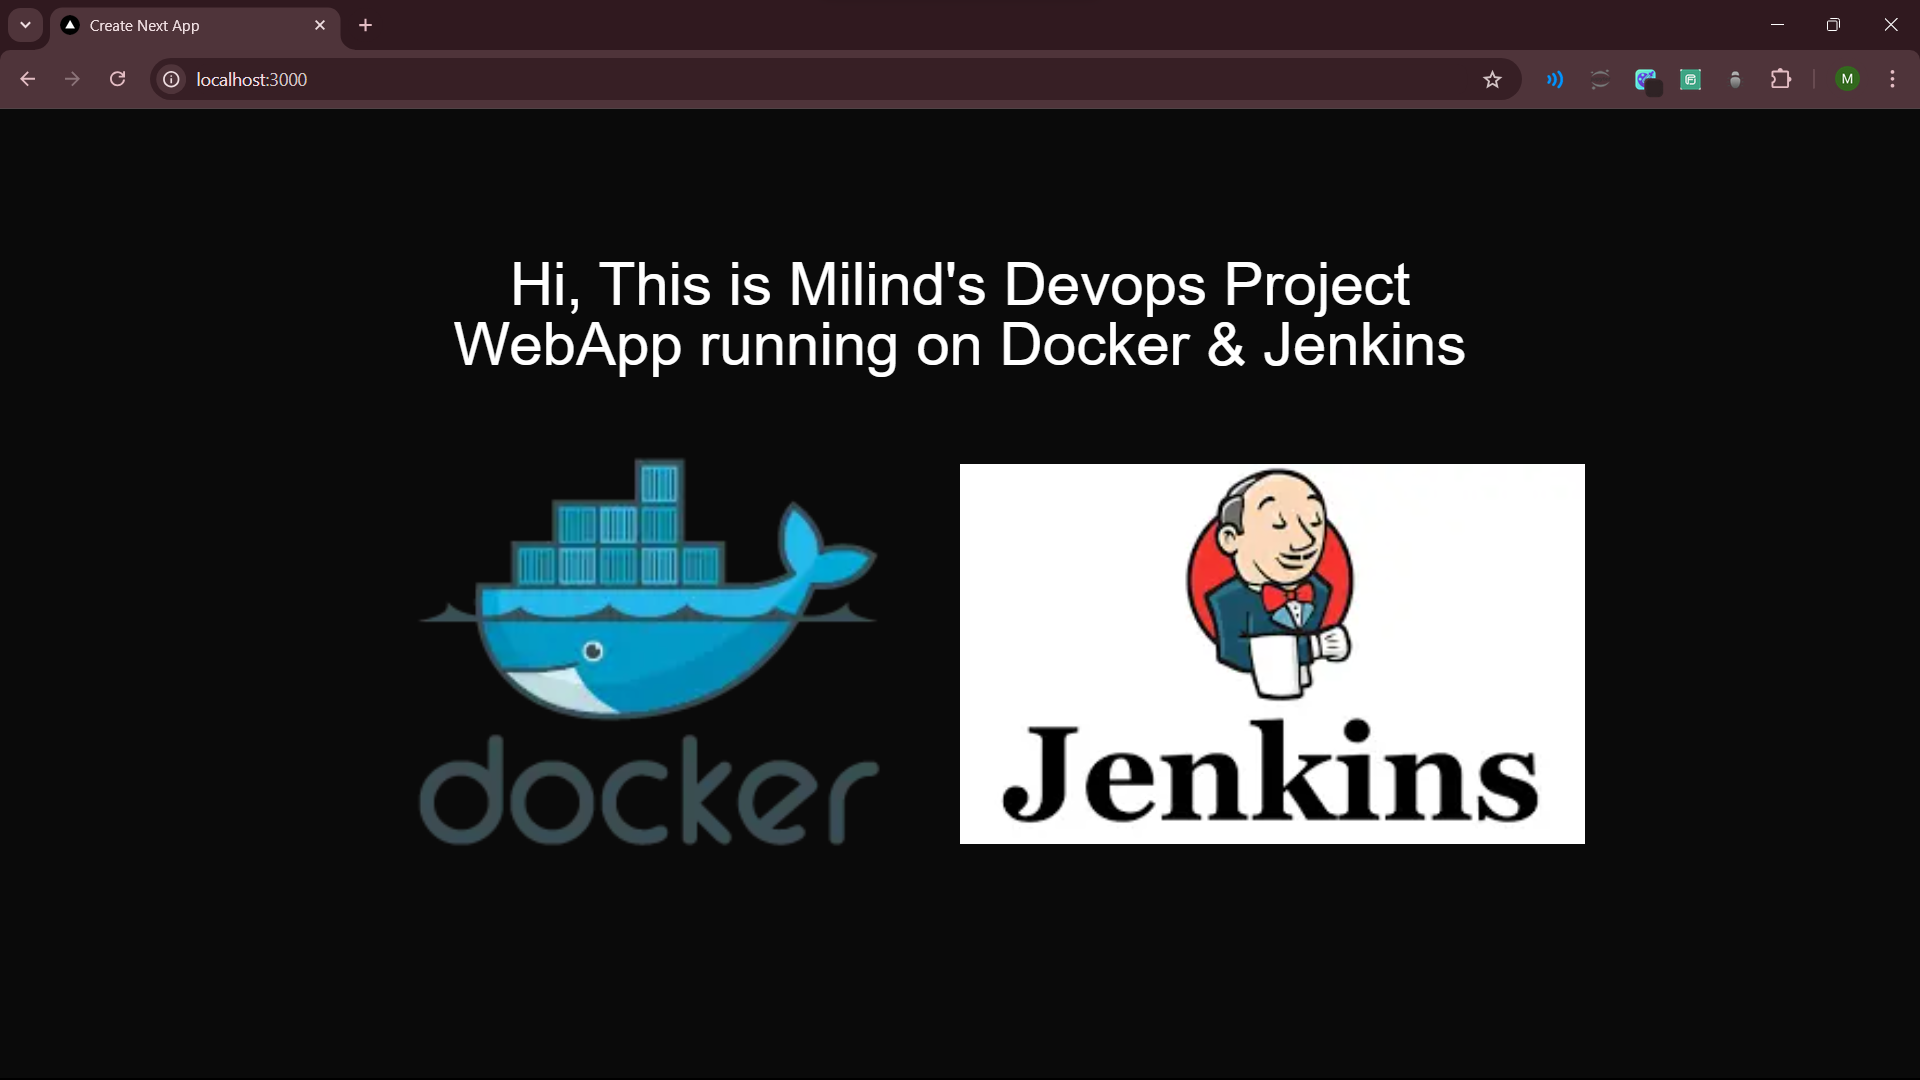 Create Next App
localhost:3000
M
Hi, This is Milind's Devops Project
WebApp running on Docker & Jenkins
docker
Jenkins